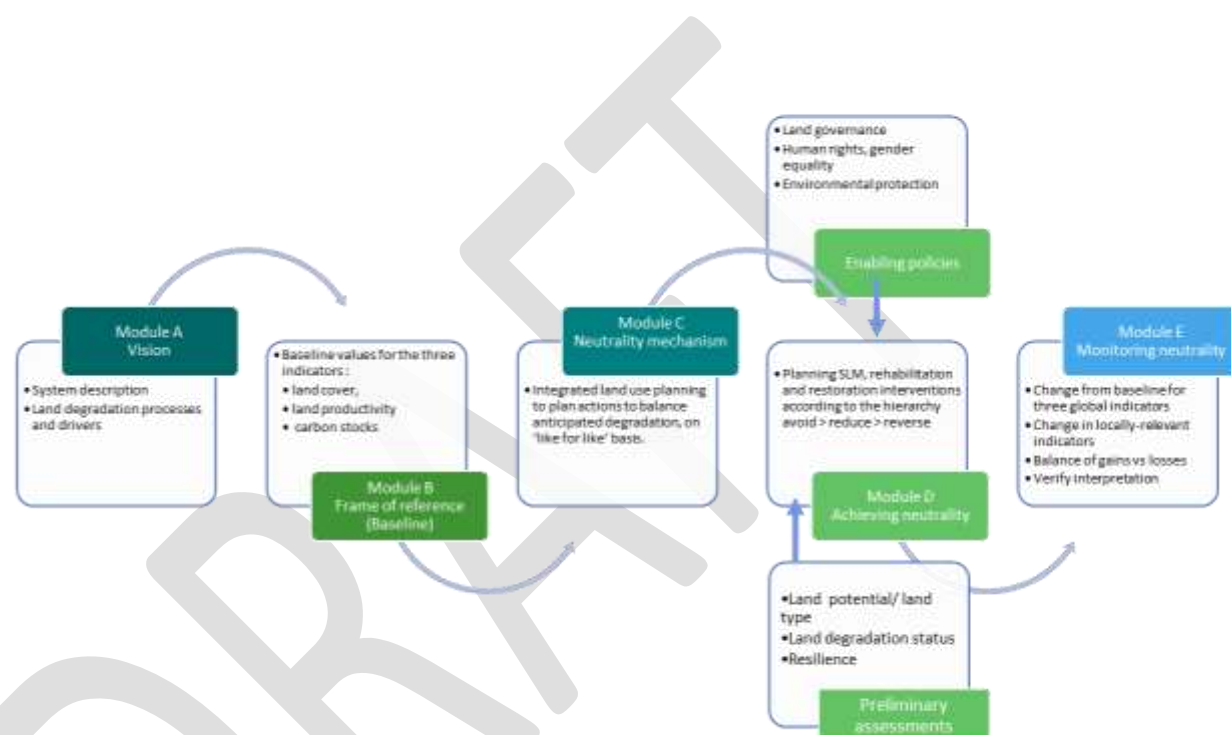 DRAFT
• Land governance
• Human rights, gender
equality
• Environmental protection
Enabling policies
Module A
Vision
• System description
• Land degradation processes
and drivers
• Baseline values for the three
indicators :
• land cover,
• land productivity
• carbon stocks
Module B
Frame of reference
(Baseline)
Module C
Neutrality mechanism
• Integrated land use planning
to plan actions to balance
anticipated degradation, on
"like for like" basis.
• Planning SLM, rehabilitation
and restoration interventions
according to the hierarchy
avoid > reduce > reverse
Module D
Achieving neutrality
•Land potential/ land
type
•Land degradation status
•Resilience
Preliminary
assessments
Module E
Monitoring neutrality
• Change from baseline for
three global indicators
• Change in locally-relevant
indicators
• Balance of gains vs losses
• Verify interpretation